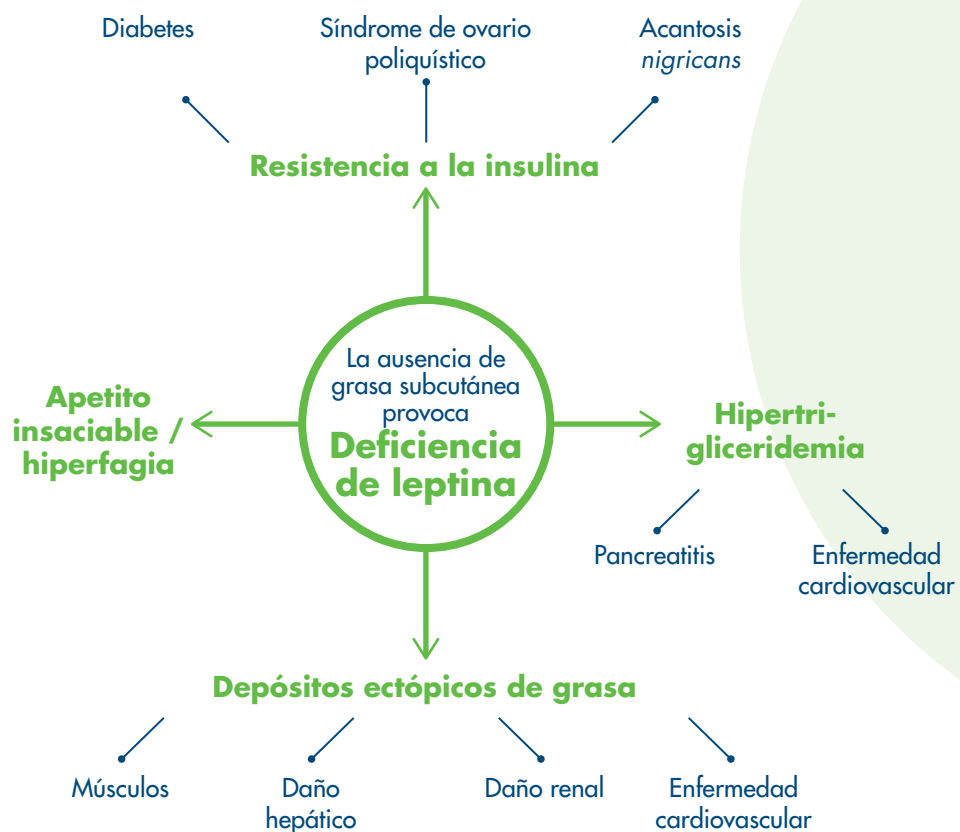 Diabetes
Síndrome de ovario
poliquístico
Acantosis
nigricans
Resistencia a la insulina
La ausencia de
grasa subcutánea
provoca
Deficiencia
de leptina
Apetito
insaciable /
hiperfagia
Hipertri-
gliceridemia
Pancreatitis
Enfermedad
cardiovascular
Depósitos ectópicos de grasa
Músculos
Daño
hepático
Daño renal
Enfermedad
cardiovascular